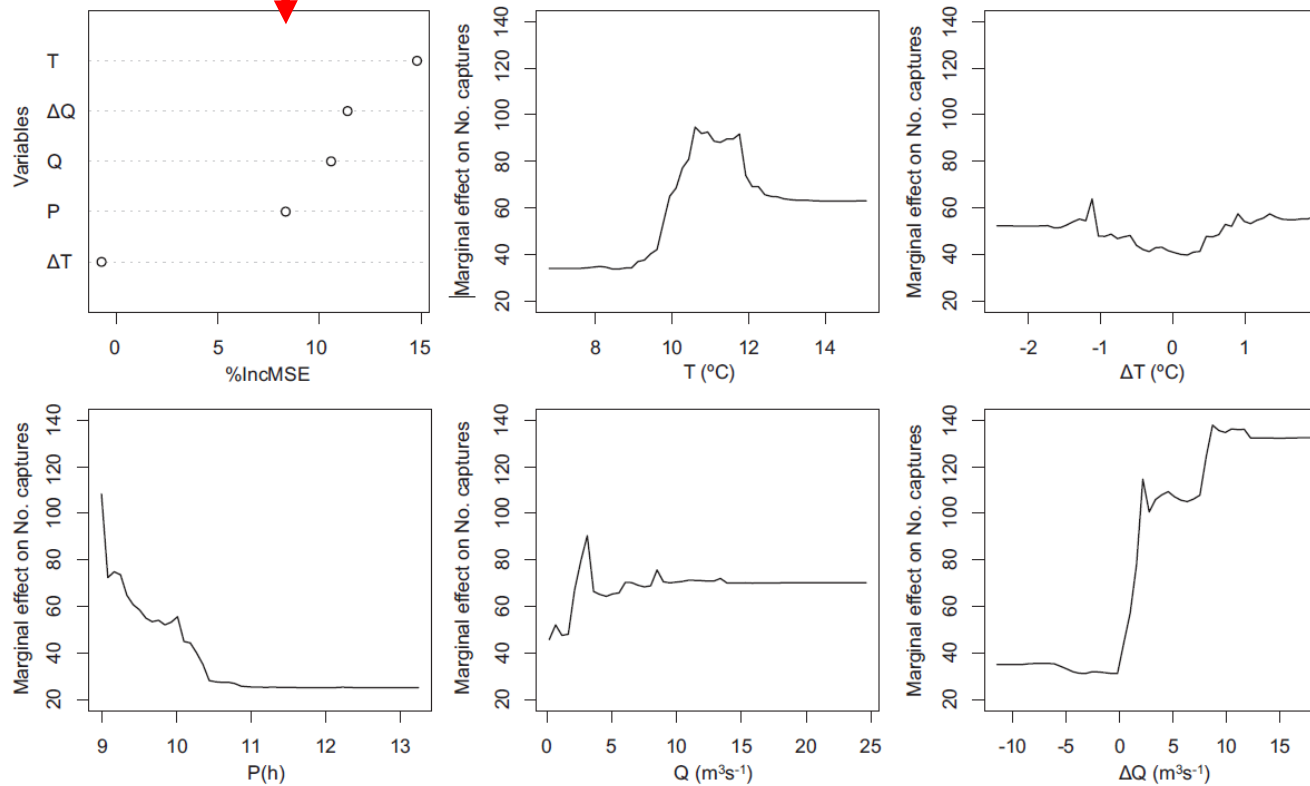 Variables
T
ΔQ
Q
P
ΔT
0 5 10 15
%IncMSE
Marginal effect on No. captures
20 40 60 80 100 120 140
8 10 12 14
T (ºC)
Marginal effect on No. captures
20 40 60 80 100 120 140
-2 -1 0 1
ΔT (ºC)
Marginal effect on No. captures
20 40 60 80 100 120 140
9 10 11 12 13
P(h)
Marginal effect on No. captures
20 40 60 80 100 120 140
0 5 10 15 20 25
Q (m³s⁻¹)
Marginal effect on No. captures
20 40 60 80 100 120 140
-10 -5 0 5 10 15
ΔQ (m³s⁻¹)